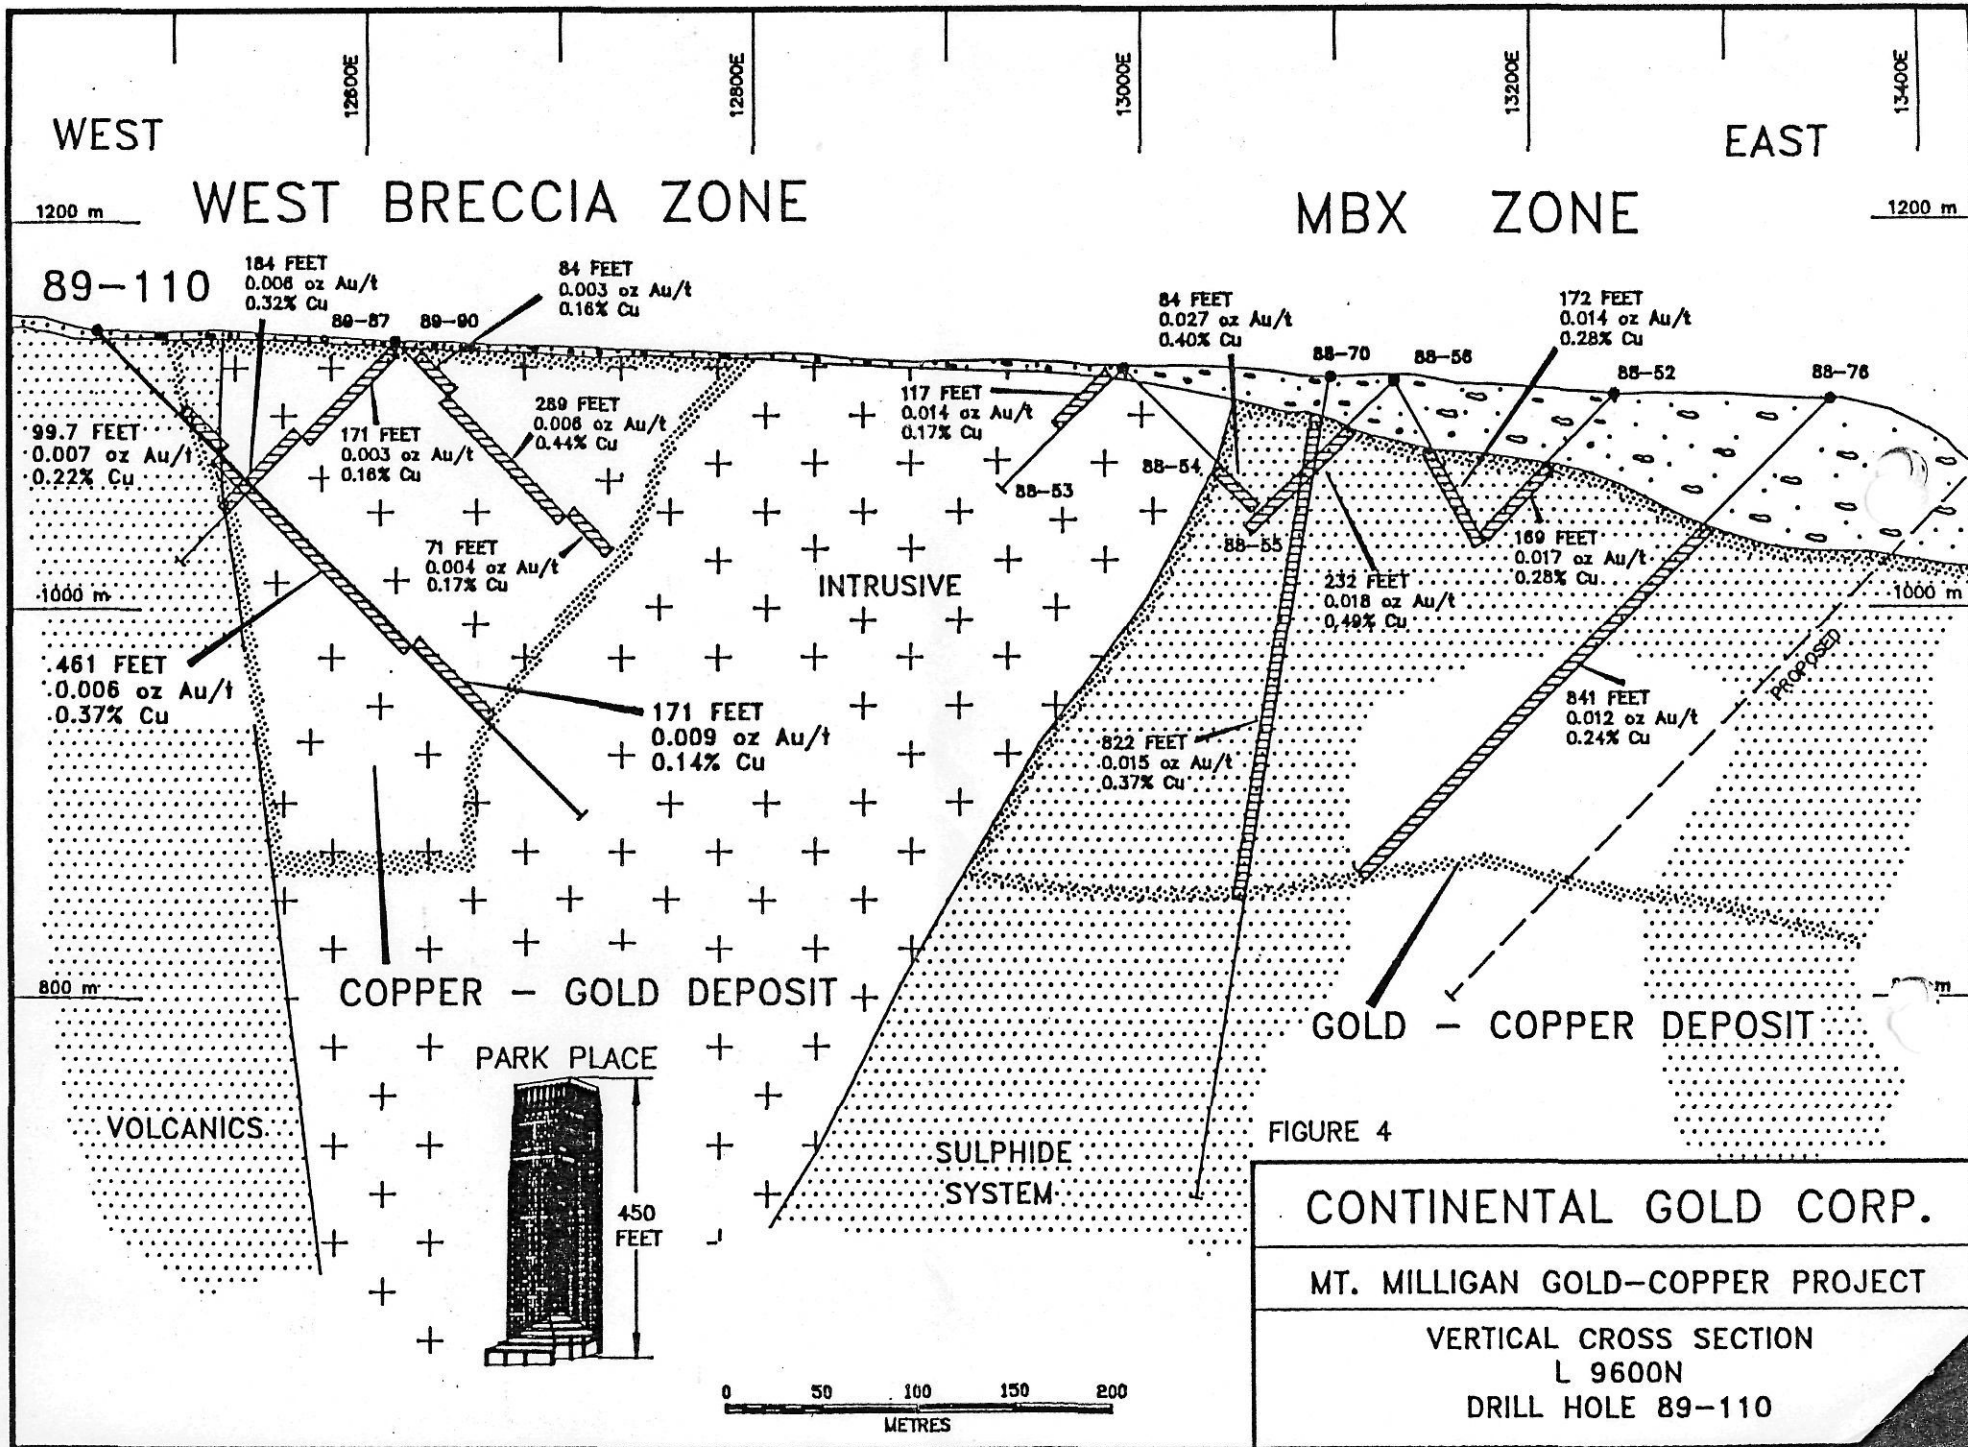 12600E
12800E
13000E
13200E
13400E
WEST
EAST
WEST BRECCIA ZONE
MBX ZONE
1200 m
1200 m
89-110
184 FEET
0.006 oz Au/t
0.32% Cu
84 FEET
0.003 oz Au/t
0.16% Cu
89-87
89-90
84 FEET
0.027 oz Au/t
0.40% Cu
172 FEET
0.014 oz Au/t
0.28% Cu
88-70
88-56
88-52
88-76
99.7 FEET
0.007 oz Au/t
0.22% Cu
171 FEET
0.003 oz Au/t
0.16% Cu
289 FEET
0.006 oz Au/t
0.44% Cu
117 FEET
0.014 oz Au/t
0.17% Cu
88-54
88-53
88-55
71 FEET
0.004 oz Au/t
0.17% Cu
INTRUSIVE
232 FEET
0.018 oz Au/t
0.49% Cu
169 FEET
0.017 oz Au/t
0.28% Cu
1000 m
1000 m
461 FEET
0.006 oz Au/t
0.37% Cu
171 FEET
0.009 oz Au/t
0.14% Cu
822 FEET
0.015 oz Au/t
0.37% Cu
841 FEET
0.012 oz Au/t
0.24% Cu
PROPOSED
800 m
m
COPPER - GOLD DEPOSIT
GOLD - COPPER DEPOSIT
PARK PLACE
450
FEET
VOLCANICS
SULPHIDE
SYSTEM
FIGURE 4
CONTINENTAL GOLD CORP.
MT. MILLIGAN GOLD-COPPER PROJECT
VERTICAL CROSS SECTION
L 9600N
DRILL HOLE 89-110
0 50 100 150 200
METRES